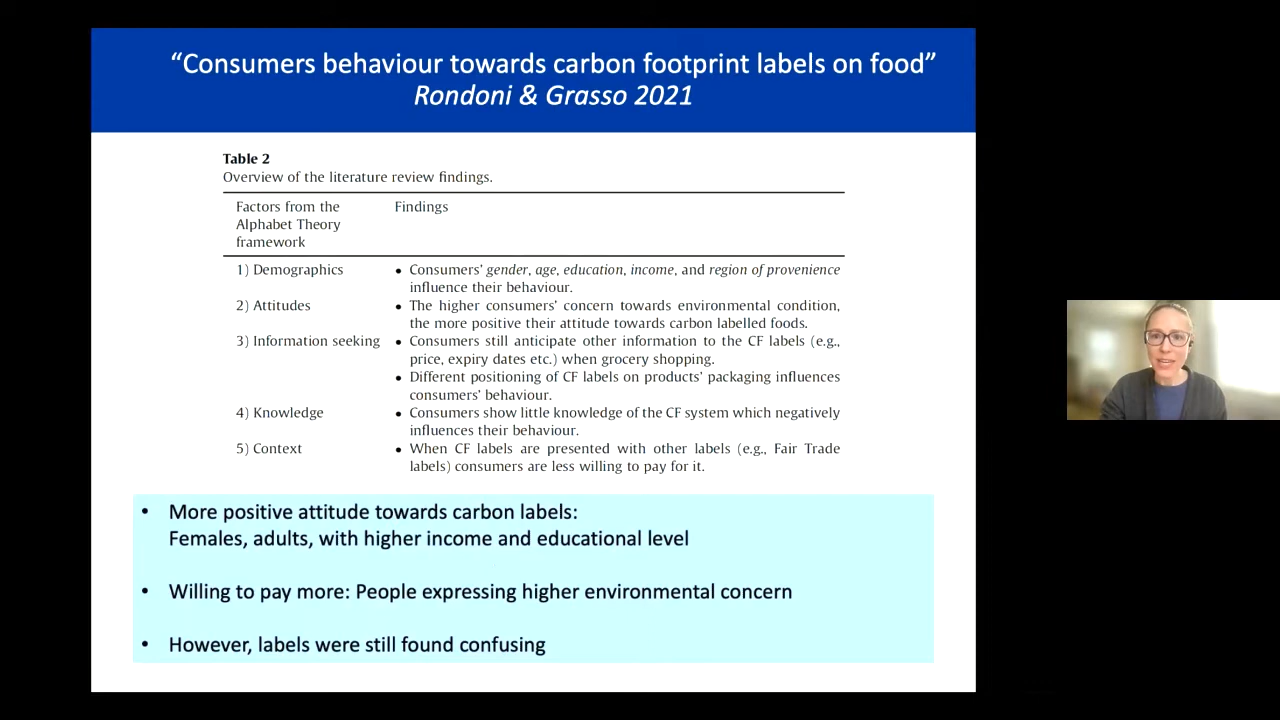 “Consumers behaviour towards carbon footprint labels on food”
Rondoni & Grasso 2021
Table 2
Overview of the literature review findings.
Factors from the Alphabet Theory framework
Findings
1) Demographics
• Consumers’ gender, age, education, income, and region of provenience
influence their behaviour.
2) Attitudes
• The higher consumers’ concern towards environmental condition,
the more positive their attitude towards carbon labelled foods.
3) Information seeking
• Consumers still anticipate other information to the CF labels (e.g.,
price, expiry dates etc.) when grocery shopping.
• Different positioning of CF labels on products’ packaging influences
consumers’ behaviour.
4) Knowledge
• Consumers show little knowledge of the CF system which negatively
influences their behaviour.
5) Context
• When CF labels are presented with other labels (e.g., Fair Trade
labels) consumers are less willing to pay for it.
• More positive attitude towards carbon labels:
Females, adults, with higher income and educational level
• Willing to pay more: People expressing higher environmental concern
• However, labels were still found confusing